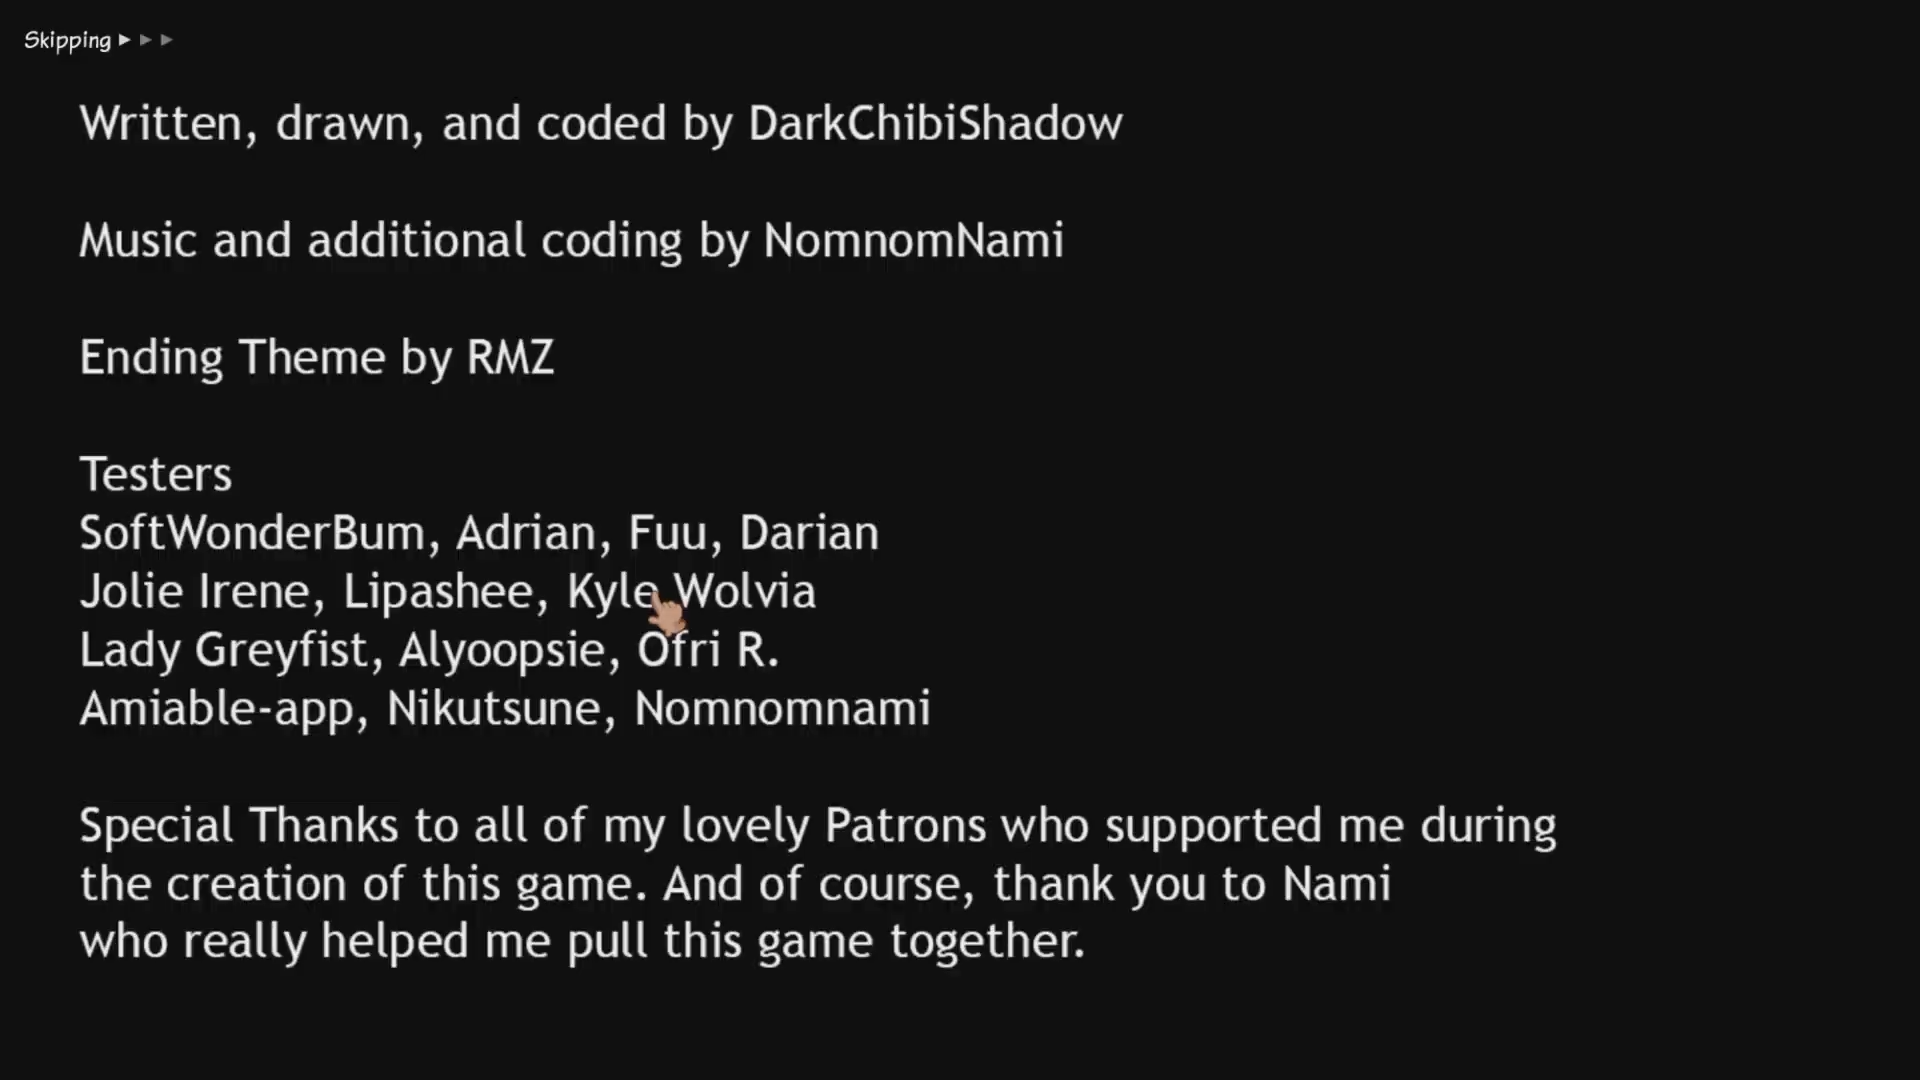 Skipping
Written, drawn, and coded by DarkChibiShadow
Music and additional coding by NomnomNami
Ending Theme by RMZ
Testers
SoftWonderBum, Adrian, Fuu, Darian
Jolie Irene, Lipashee, Kyle Wolvia
Lady Greyfist, Alyoopsie, Ofri R.
Amiable-app, Nikutsune, Nomnomnami
Special Thanks to all of my lovely Patrons who supported me during
the creation of this game. And of course, thank you to Nami
who really helped me pull this game together.